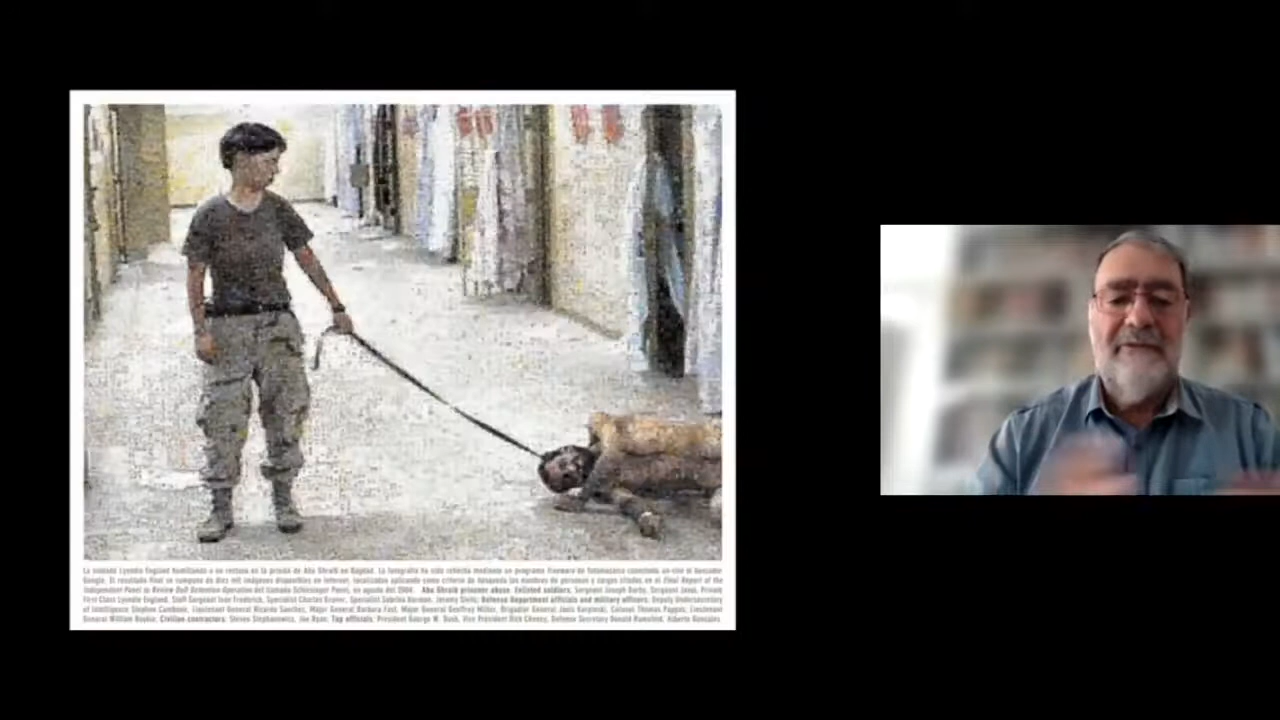 La soldado Lynndie England humillando a un recluso en la prisión de Abu Ghraib en Bagdad. La fotografía ha sido rehecha mediante un programa freeware de fotomosaico conectado on-line al buscador
Google. El resultado final se compone de diez mil imágenes disponibles en Internet, localizadas aplicando como criterio de búsqueda los nombres de personas y cargos citados en el Final Report of the
Independent Panel to Review DoD Detention Operation del llamado Schlesinger Panel, en agosto del 2004. Abu Ghraib prisoner abuse. Enlisted soldiers: Sergeant Joseph Darby, Sergeant Javal, Private
First Class Lynndie England, Staff Sergeant Ivan Frederick, Specialist Charles Graner, Specialist Sabrina Harman, Jeremy Sivits; Defense Department officials and military officers: Deputy Undersecretary
of Intelligence Stephen Cambone, Lieutenant General Ricardo Sanchez, Major General Barbara Fast, Major General Geoffrey Miller, Brigadier General Janis Karpinski, Colonel Thomas Pappas, Lieutenant
General William Boykin; Civilian contractors: Steven Stephanowicz, Joe Ryan; Top officials: President George W. Bush, Vice President Dick Cheney, Defense Secretary Donald Rumsfeld, Alberto Gonzales